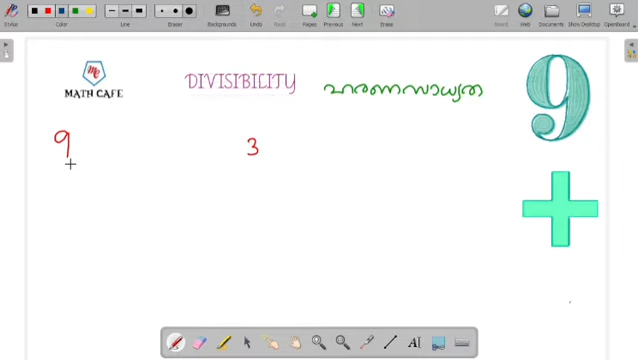 Stylus
Color
Line
Eraser
Backgrounds
Undo
Redo
Pages
Previous
Next
Erase
Board
Web
Documents
Show Desktop
OpenBoard
MATH CAFE
DIVISIBILITY ഹരണസാധ്യത 9
9 3
+